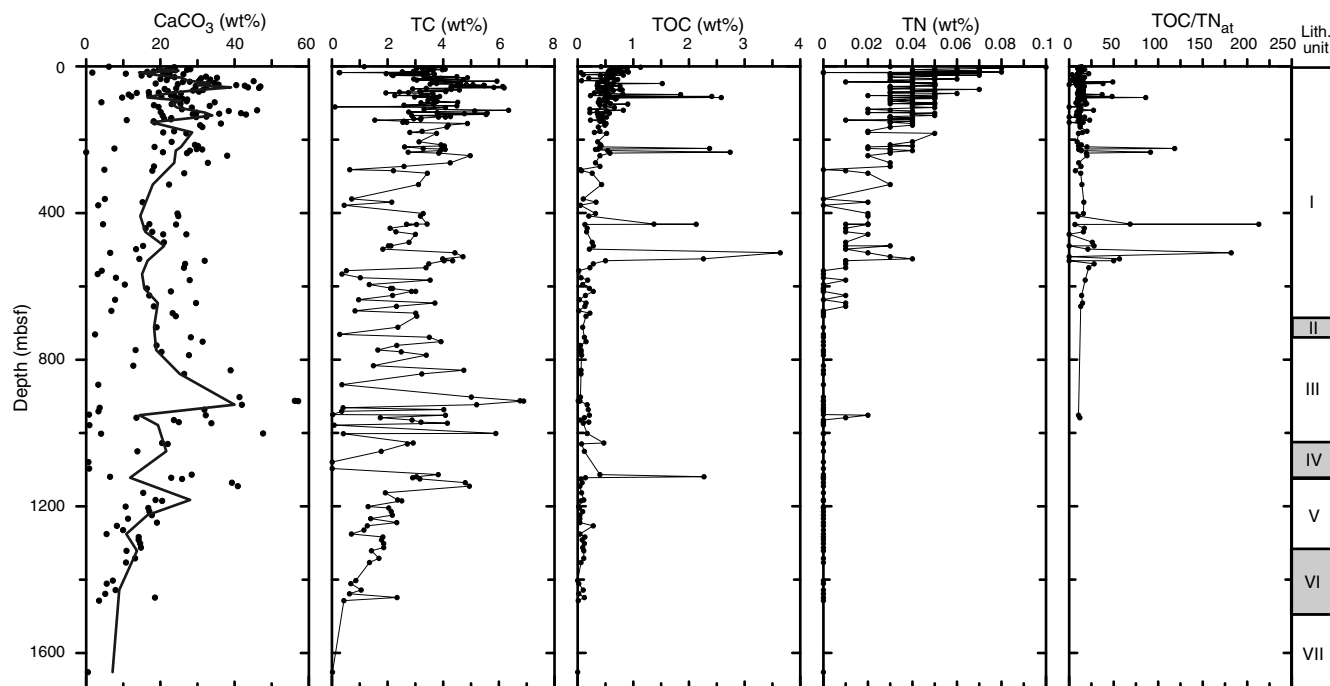 CaCO3 (wt%) TC (wt%) TOC (wt%) TN (wt%) TOC/TNat Lith. unit
0 20 40 60 0 2 4 6 8 0 1 2 3 4 0 0.02 0.04 0.06 0.08 0.1 0 50 100 150 200 250
0
400
800
1200
1600
Depth (mbsf)
I
II
III
IV
V
VI
VII